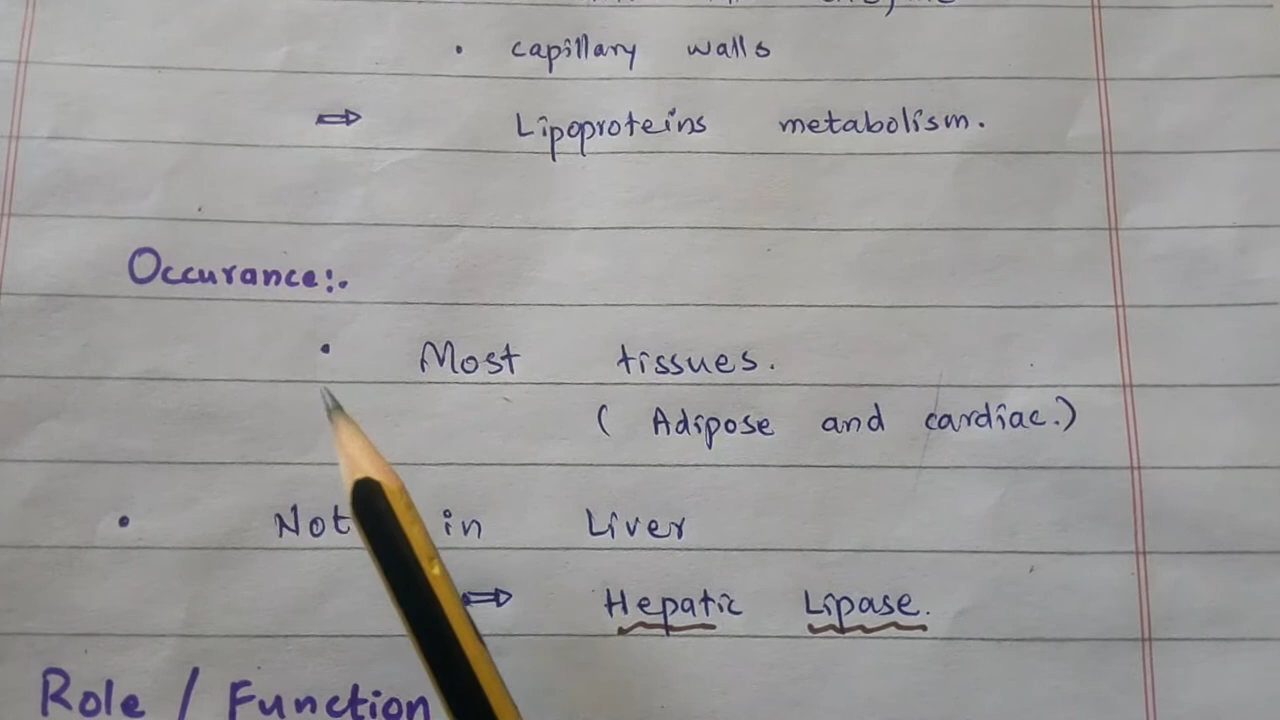 • capillary walls
⇒ Lipoproteins metabolism.
Occurance:.
• Most tissues.
( Adipose and cardiac.)
• Not in Liver
⇒ Hepatic Lipase.
Role / Function